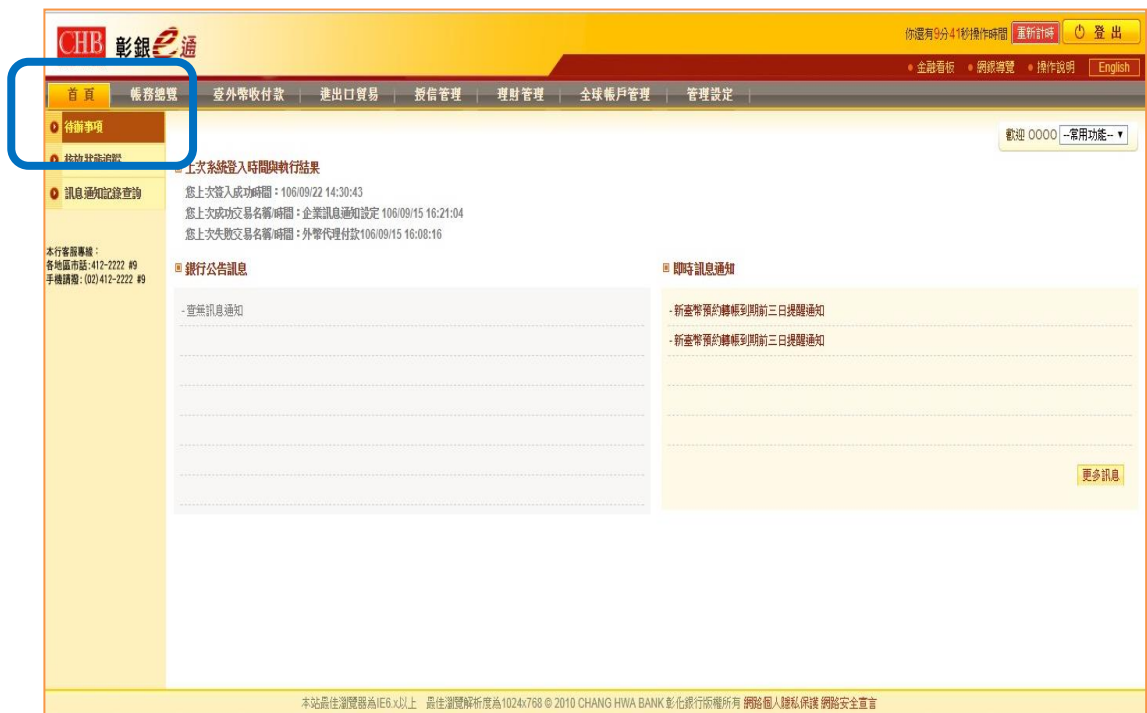 CHB 彰銀e通
你還有9分41秒操作時間 重新計時 登出
金融看板 網銀導覽 操作說明 English
首頁 帳務總覽 臺外幣收付款 進出口貿易 授信管理 理財管理 全球帳戶管理 管理設定
待辦事項
歡迎 0000 --常用功能--
核放狀態追蹤
訊息通知記錄查詢
上次系統登入時間與執行結果
您上次簽入成功時間：106/09/22 14:30:43
您上次成功交易名稱/時間：企業訊息通知設定 106/09/15 16:21:04
您上次失敗交易名稱/時間：外幣代理付款106/09/15 16:08:16
本行客服專線：
各地區市話:412-2222 #9
手機請撥:(02)412-2222 #9
銀行公告訊息
- 查無訊息通知
即時訊息通知
- 新臺幣預約轉帳到期前三日提醒通知
- 新臺幣預約轉帳到期前三日提醒通知
更多訊息
本站最佳瀏覽器為IE6.x以上 最佳瀏覽解析度為1024x768 © 2010 CHANG HWA BANK 彰化銀行版權所有 網路個人隱私保護 網路安全宣言